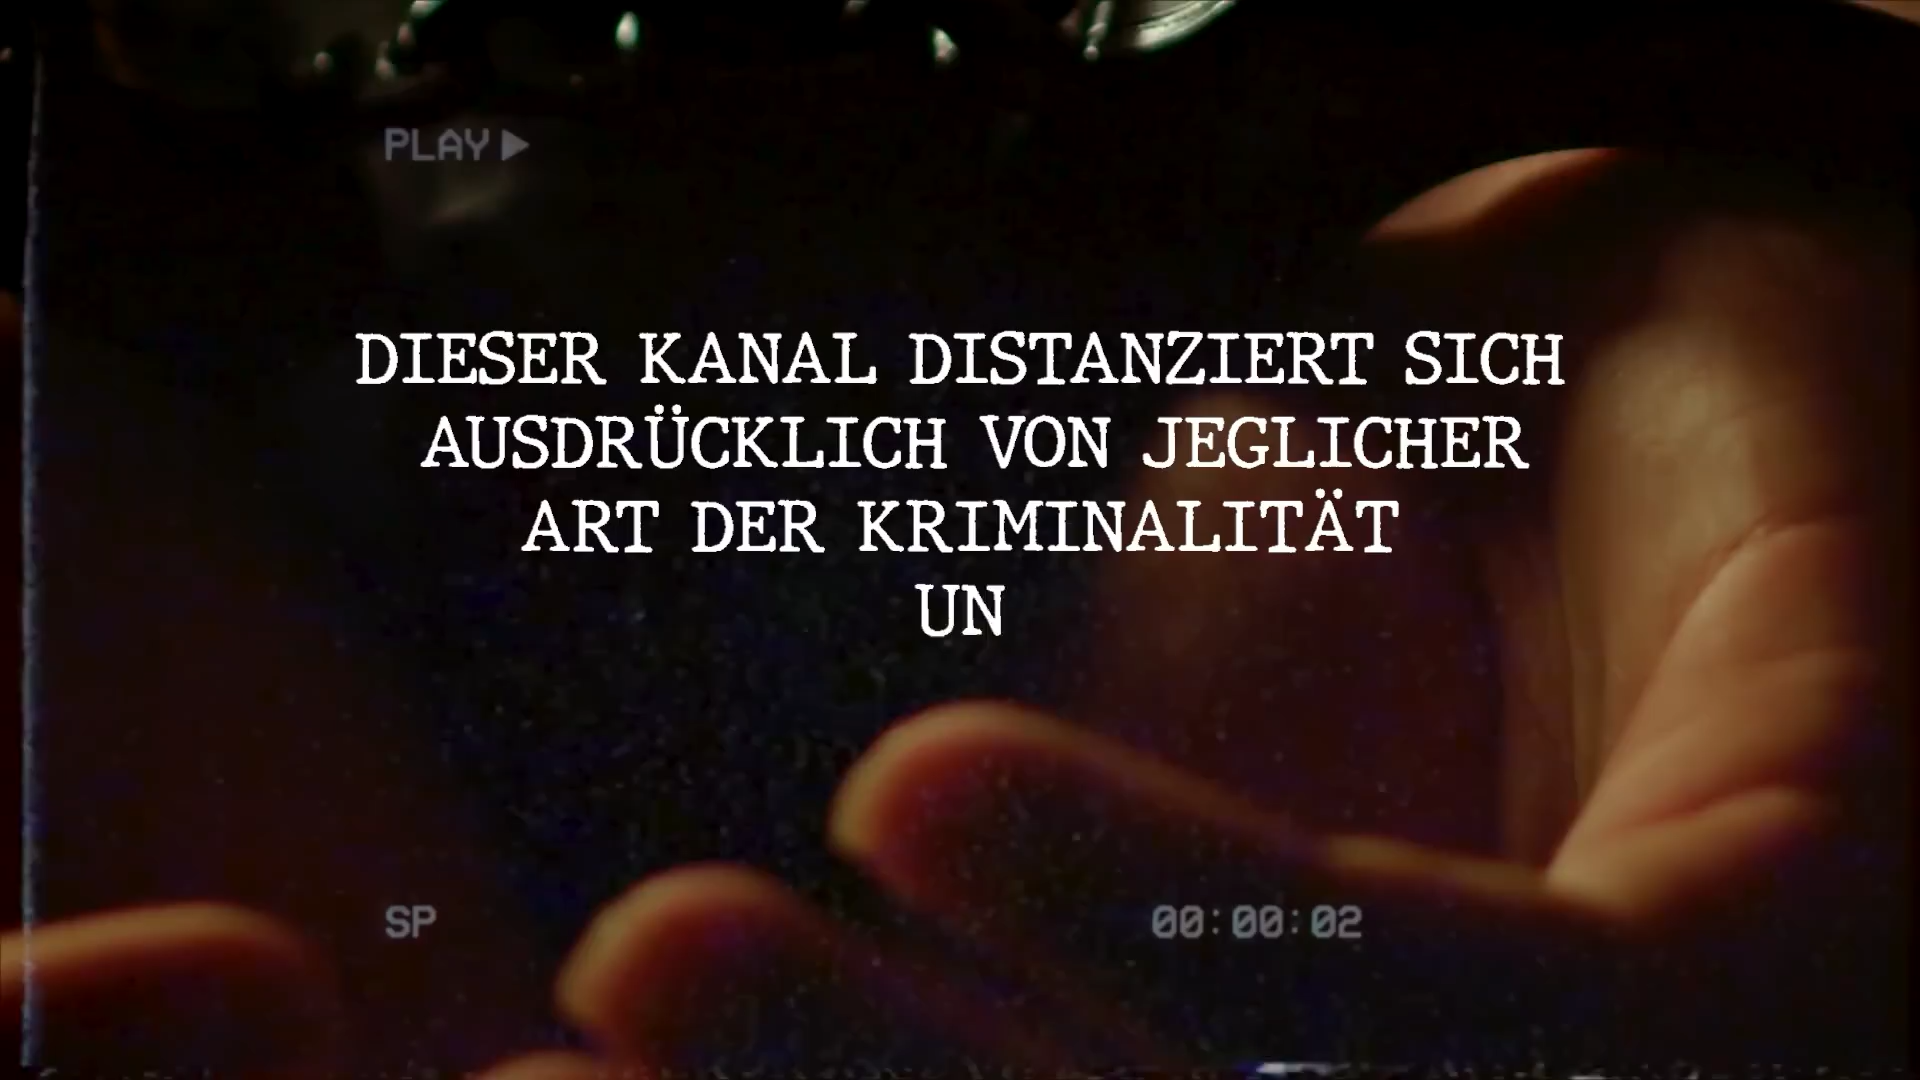 PLAY
DIESER KANAL DISTANZIERT SICH
AUSDRÜCKLICH VON JEGLICHER
ART DER KRIMINALITÄT
UN
SP
00:00:02